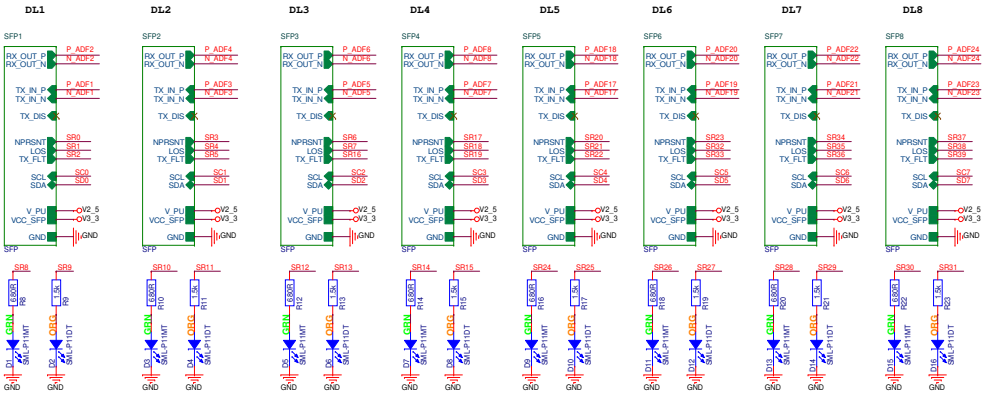 DL1 DL2 DL3 DL4 DL5 DL6 DL7 DL8
SFP1 SFP2 SFP3 SFP4 SFP5 SFP6 SFP7 SFP8
RX_OUT_P P_ADF2 RX_OUT_P P_ADF4 RX_OUT_P P_ADF6 RX_OUT_P P_ADF8 RX_OUT_P P_ADF18 RX_OUT_P P_ADF20 RX_OUT_P P_ADF22 RX_OUT_P P_ADF24
RX_OUT_N N_ADF2 RX_OUT_N N_ADF4 RX_OUT_N N_ADF6 RX_OUT_N N_ADF8 RX_OUT_N N_ADF18 RX_OUT_N N_ADF20 RX_OUT_N N_ADF22 RX_OUT_N N_ADF24
TX_IN_P P_ADF1 TX_IN_P P_ADF3 TX_IN_P P_ADF5 TX_IN_P P_ADF7 TX_IN_P P_ADF17 TX_IN_P P_ADF19 TX_IN_P P_ADF21 TX_IN_P P_ADF23
TX_IN_N N_ADF1 TX_IN_N N_ADF3 TX_IN_N N_ADF5 TX_IN_N N_ADF7 TX_IN_N N_ADF17 TX_IN_N N_ADF19 TX_IN_N N_ADF21 TX_IN_N N_ADF23
TX_DIS TX_DIS TX_DIS TX_DIS TX_DIS TX_DIS TX_DIS TX_DIS
NPRSNT SR0 NPRSNT SR3 NPRSNT SR6 NPRSNT SR17 NPRSNT SR20 NPRSNT SR23 NPRSNT SR34 NPRSNT SR37
LOS SR1 LOS SR4 LOS SR7 LOS SR18 LOS SR21 LOS SR32 LOS SR35 LOS SR38
TX_FLT SR2 TX_FLT SR5 TX_FLT SR16 TX_FLT SR19 TX_FLT SR22 TX_FLT SR33 TX_FLT SR36 TX_FLT SR39
SCL SC0 SCL SC1 SCL SC2 SCL SC3 SCL SC4 SCL SC5 SCL SC6 SCL SC7
SDA SD0 SDA SD1 SDA SD2 SDA SD3 SDA SD4 SDA SD5 SDA SD6 SDA SD7
V_PU V2_5 V_PU V2_5 V_PU V2_5 V_PU V2_5 V_PU V2_5 V_PU V2_5 V_PU V2_5 V_PU V2_5
VCC_SFP V3_3 VCC_SFP V3_3 VCC_SFP V3_3 VCC_SFP V3_3 VCC_SFP V3_3 VCC_SFP V3_3 VCC_SFP V3_3 VCC_SFP V3_3
GND GND GND GND GND GND GND GND GND GND GND GND GND GND GND GND
SFP SFP SFP SFP SFP SFP SFP SFP
SR8 SR9 SR10 SR11 SR12 SR13 SR14 SR15 SR24 SR25 SR26 SR27 SR28 SR29 SR30 SR31
680R R8 1.5k R9 680R R10 1.5k R11 680R R12 1.5k R13 680R R14 1.5k R15 680R R16 1.5k R17 680R R18 1.5k R19 680R R20 1.5k R21 680R R22 1.5k R23
GRN ORG GRN ORG GRN ORG GRN ORG GRN ORG GRN ORG GRN ORG GRN ORG
D1 SML-P11MT D2 SML-P11DT D3 SML-P11MT D4 SML-P11DT D5 SML-P11MT D6 SML-P11DT D7 SML-P11MT D8 SML-P11DT D9 SML-P11MT D10 SML-P11DT D11 SML-P11MT D12 SML-P11DT D13 SML-P11MT D14 SML-P11DT D15 SML-P11MT D16 SML-P11DT
GND GND GND GND GND GND GND GND GND GND GND GND GND GND GND GND